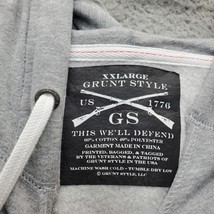 XXLARGE
GRUNT STYLE
US 1776
GS
THIS WE'LL DEFEND
60% COTTON 40% POLYESTER
GARMENT MADE IN CHINA
PRINTED, BAGGED, & TAGGED
BY THE VETERANS & PATRIOTS OF
GRUNT STYLE IN THE USA
MACHINE WASH COLD - TUMBLE DRY LOW
© GRUNT STYLE, LLC